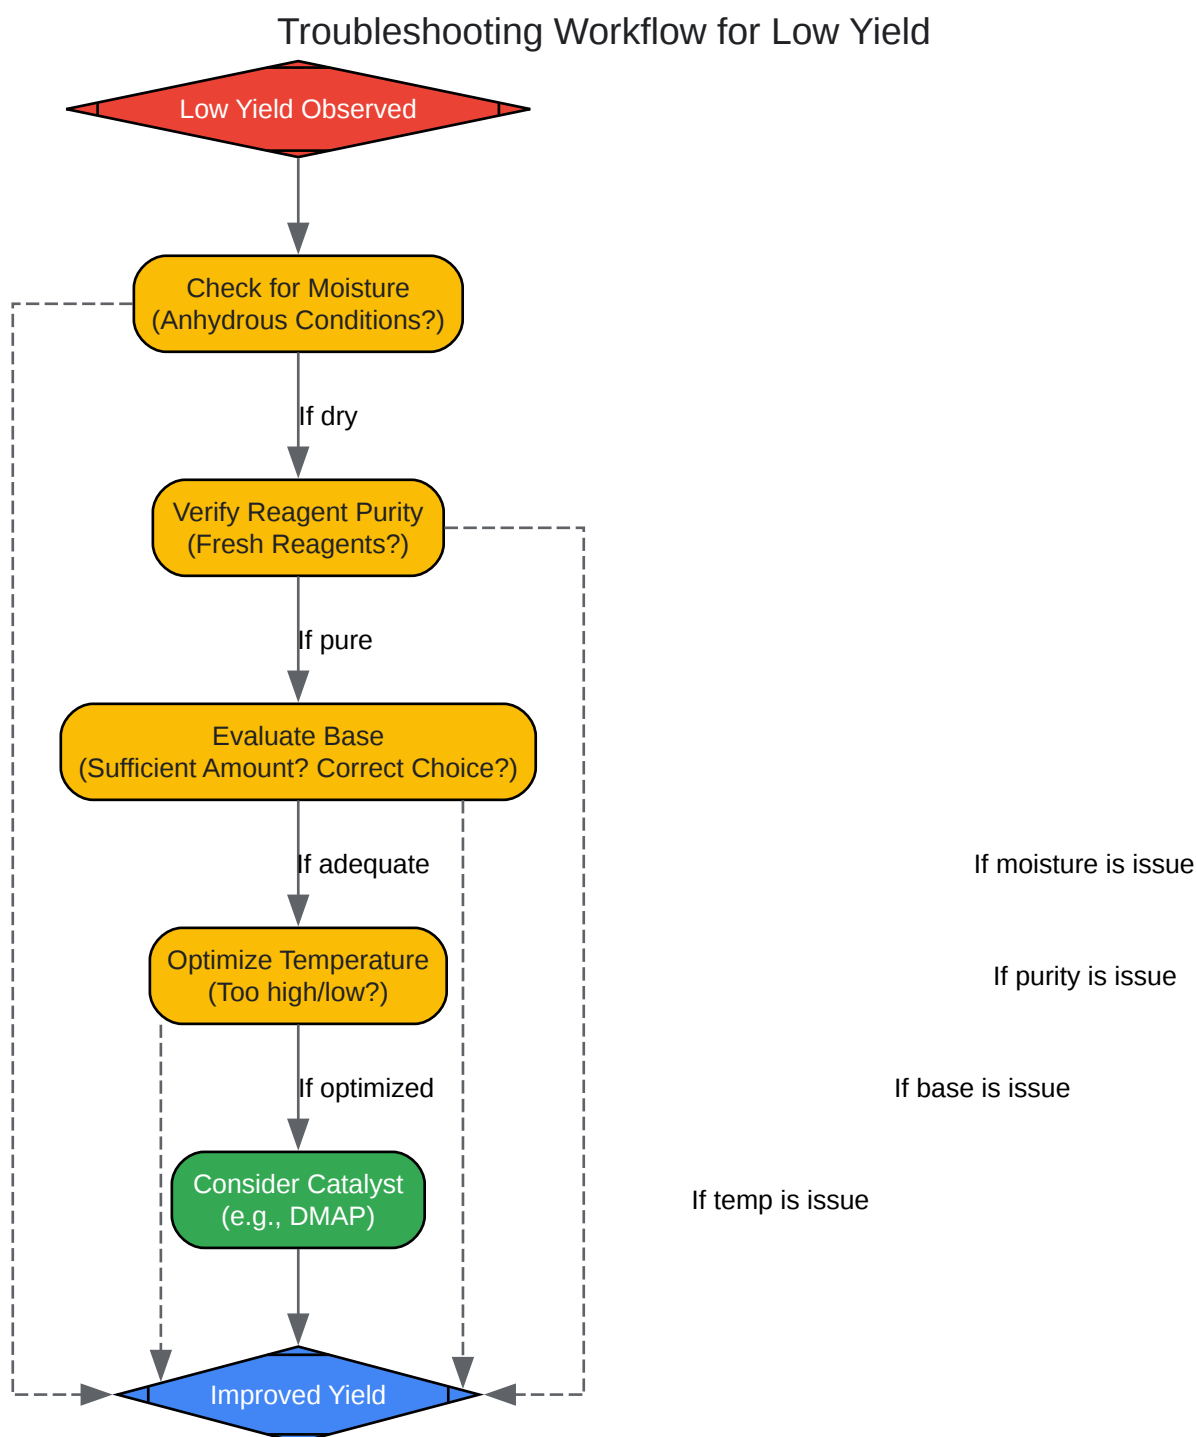 Troubleshooting Workflow for Low Yield
Low Yield Observed
Check for Moisture
(Anhydrous Conditions?)
If dry
Verify Reagent Purity
(Fresh Reagents?)
If pure
Evaluate Base
(Sufficient Amount? Correct Choice?)
If adequate
If moisture is issue
Optimize Temperature
(Too high/low?)
If purity is issue
If optimized
If base is issue
Consider Catalyst
(e.g., DMAP)
If temp is issue
Improved Yield